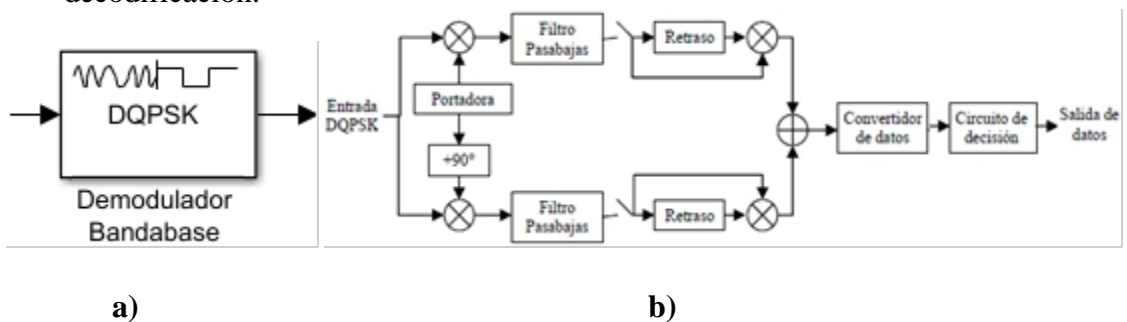 decodificación.
DQPSK
Demodulador
Bandabase
Entrada
DQPSK
Portadora
+90°
Filtro
Pasabajas
Retraso
Filtro
Pasabajas
Retraso
Convertidor
de datos
Circuito de
decisión
Salida de
datos
a)
b)